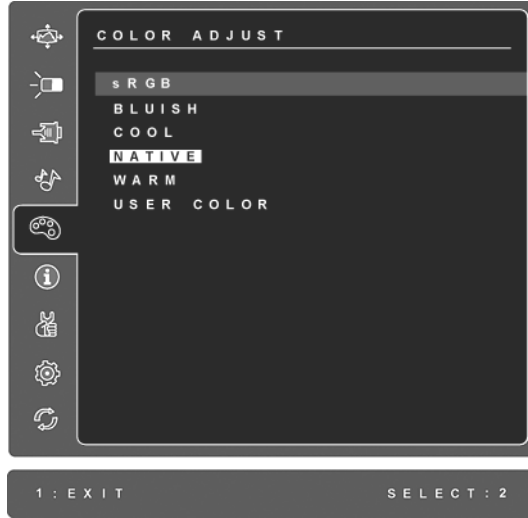 COLOR ADJUST
sRGB
BLUISH
COOL
NATIVE
WARM
USER COLOR
1:EXIT SELECT:2